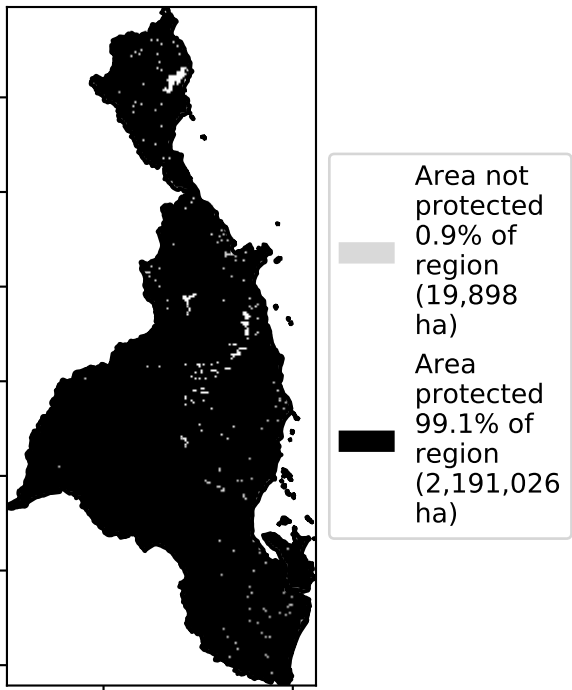 Area not
protected
0.9% of
region
(19,898
ha)
Area
protected
99.1% of
region
(2,191,026
ha)